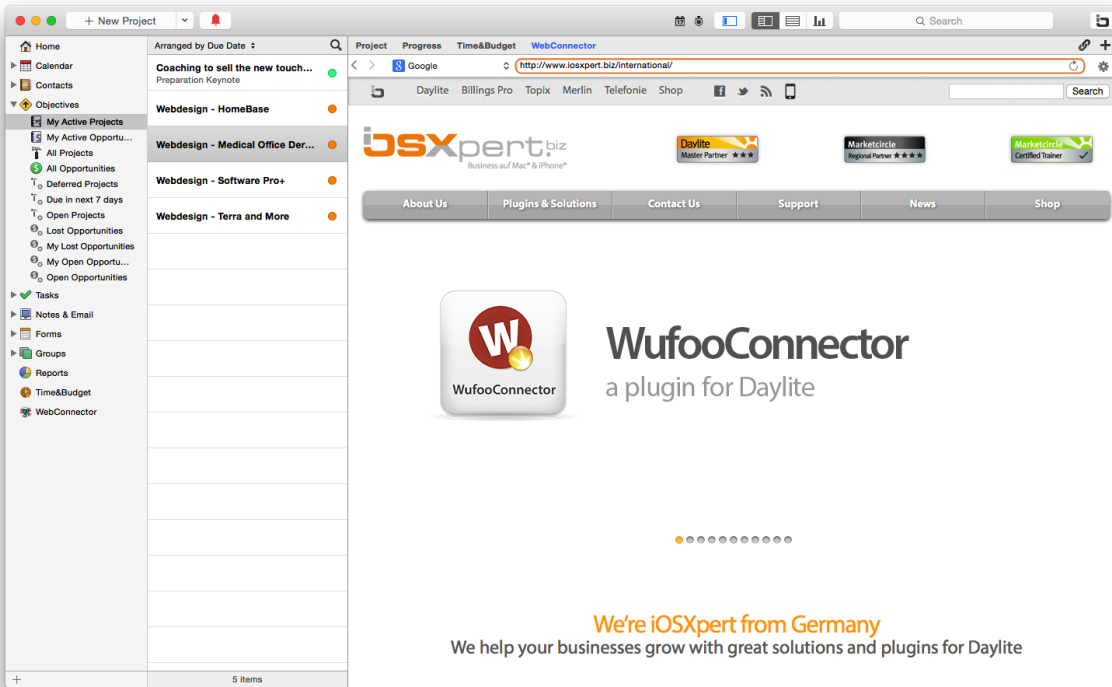 + New Project
Search
Home
Calendar
Contacts
Objectives
My Active Projects
My Active Opportu...
All Projects
All Opportunities
Deferred Projects
Due in next 7 days
Open Projects
Lost Opportunities
My Lost Opportunities
My Open Opportu...
Open Opportunities
Tasks
Notes & Email
Forms
Groups
Reports
Time&Budget
WebConnector
Arranged by Due Date
Coaching to sell the new touch...
Preparation Keynote
Webdesign - HomeBase
Webdesign - Medical Office Der...
Webdesign - Software Pro+
Webdesign - Terra and More
5 items
Project Progress Time&Budget WebConnector
Google http://www.iosxpert.biz/international/
Daylite Billings Pro Topix Merlin Telefonie Shop Search
iOSXpert.biz
Business auf Mac® & iPhone®
Daylite
Master Partner ★★★
Marketcircle
Regional Partner ★★★★
Marketcircle
Certified Trainer ✓
About Us Plugins & Solutions Contact Us Support News Shop
W
WufooConnector
WufooConnector
a plugin for Daylite
We're iOSXpert from Germany
We help your businesses grow with great solutions and plugins for Daylite